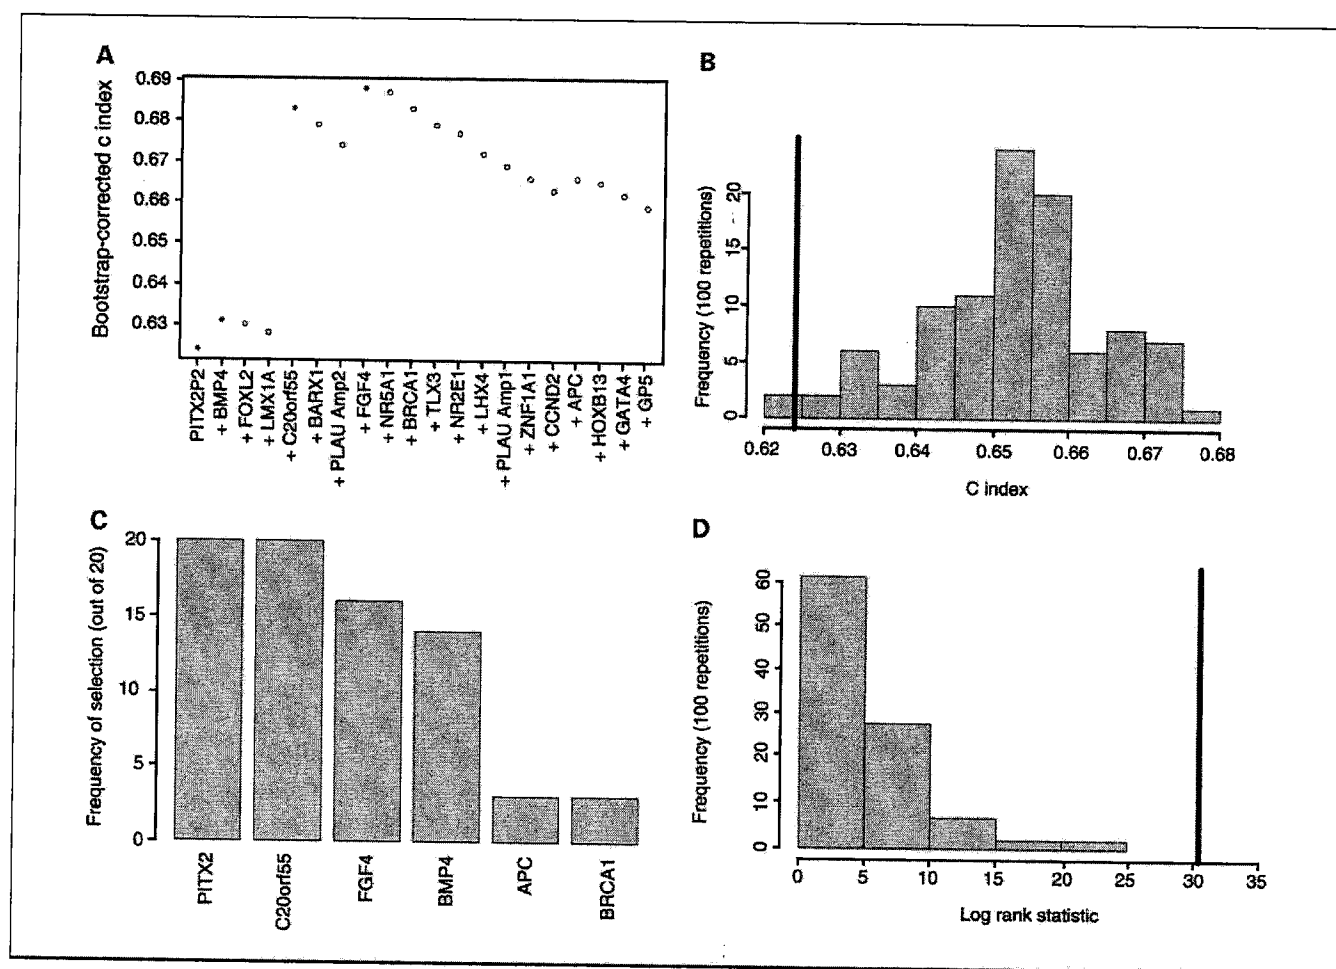 A
Bootstrap-corrected c index
0.69
0.68
0.67
0.66
0.65
0.64
0.63
PITX2P2
+ BMP4
+ FOXL2
+ LMX1A
+ C20orf55
+ BARX1
+ PLAU Amp2
+ FGF4
+ NR5A1
+ BRCA1
+ TLX3
+ NR2E1
+ LHX4
+ PLAU Amp1
+ ZNF1A1
+ CCND2
+ APC
+ HOXB13
+ GATA4
+ GP5
B
Frequency (100 repetitions)
20
15
10
5
0
0.62 0.63 0.64 0.65 0.66 0.67 0.68
C index
C
Frequency of selection (out of 20)
20
15
10
5
0
PITX2
C20orf55
FGF4
BMP4
APC
BRCA1
D
Frequency (100 repetitions)
60
50
40
30
20
10
0
0 5 10 15 20 25 30 35
Log rank statistic